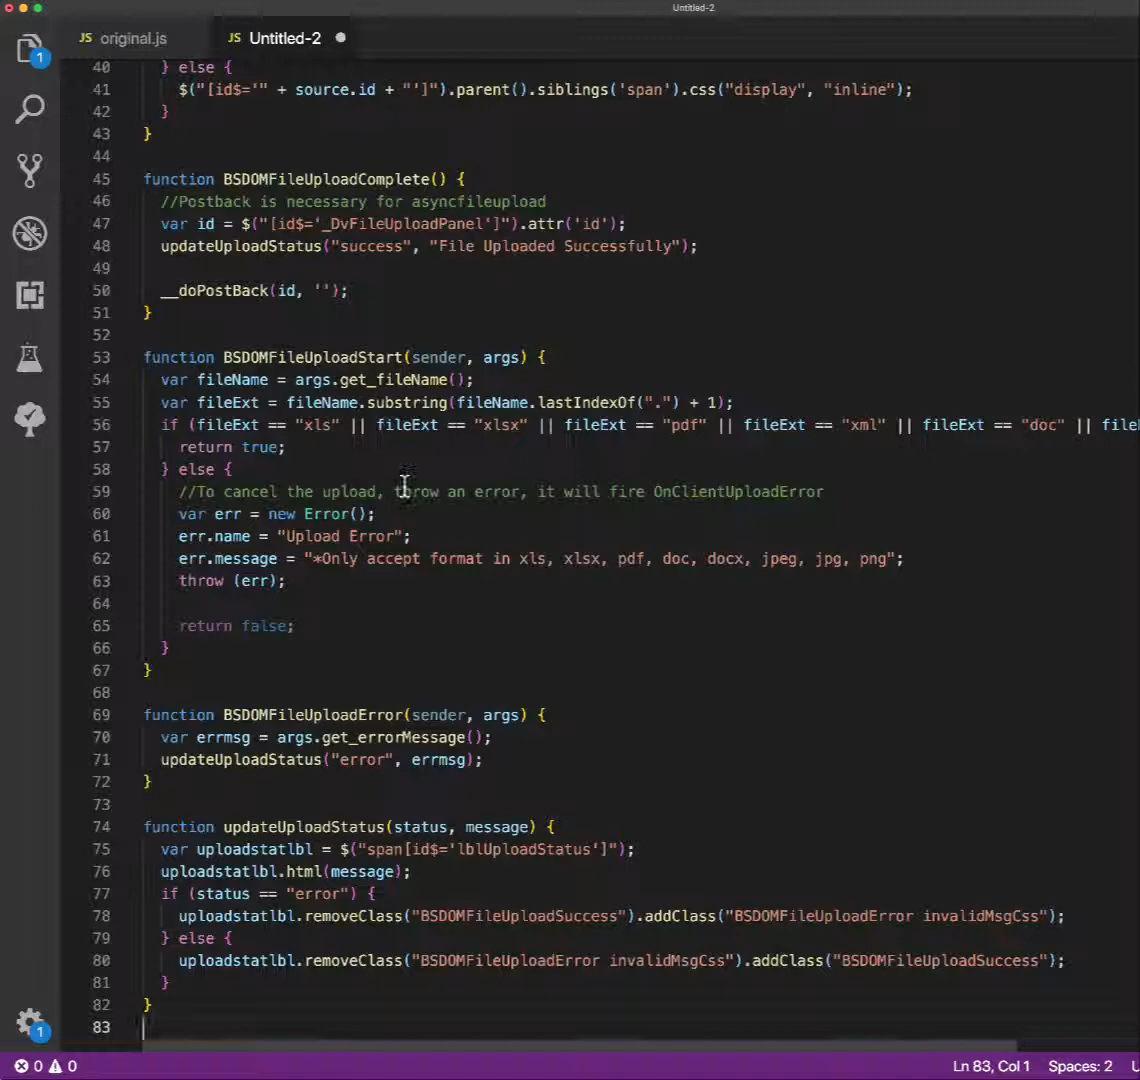 Untitled-2
JS original.js
JS Untitled-2
1
40 } else {
41 $("[id$='" + source.id + "']").parent().siblings('span').css("display", "inline");
42 }
43 }
44
45 function BSDOMFileUploadComplete() {
46 //Postback is necessary for asyncfileupload
47 var id = $("[id$='_DvFileUploadPanel']").attr('id');
48 updateUploadStatus("success", "File Uploaded Successfully");
49
50 __doPostBack(id, '');
51 }
52
53 function BSDOMFileUploadStart(sender, args) {
54 var fileName = args.get_fileName();
55 var fileExt = fileName.substring(fileName.lastIndexOf(".") + 1);
56 if (fileExt == "xls" || fileExt == "xlsx" || fileExt == "pdf" || fileExt == "xml" || fileExt == "doc" || file
57 return true;
58 } else {
59 //To cancel the upload, throw an error, it will fire OnClientUploadError
60 var err = new Error();
61 err.name = "Upload Error";
62 err.message = "*Only accept format in xls, xlsx, pdf, doc, docx, jpeg, jpg, png";
63 throw (err);
64
65 return false;
66 }
67 }
68
69 function BSDOMFileUploadError(sender, args) {
70 var errmsg = args.get_errorMessage();
71 updateUploadStatus("error", errmsg);
72 }
73
74 function updateUploadStatus(status, message) {
75 var uploadstatlbl = $("span[id$='lblUploadStatus']");
76 uploadstatlbl.html(message);
77 if (status == "error") {
78 uploadstatlbl.removeClass("BSDOMFileUploadSuccess").addClass("BSDOMFileUploadError invalidMsgCss");
79 } else {
80 uploadstatlbl.removeClass("BSDOMFileUploadError invalidMsgCss").addClass("BSDOMFileUploadSuccess");
81 }
82 }
83
1
0 0
Ln 83, Col 1 Spaces: 2